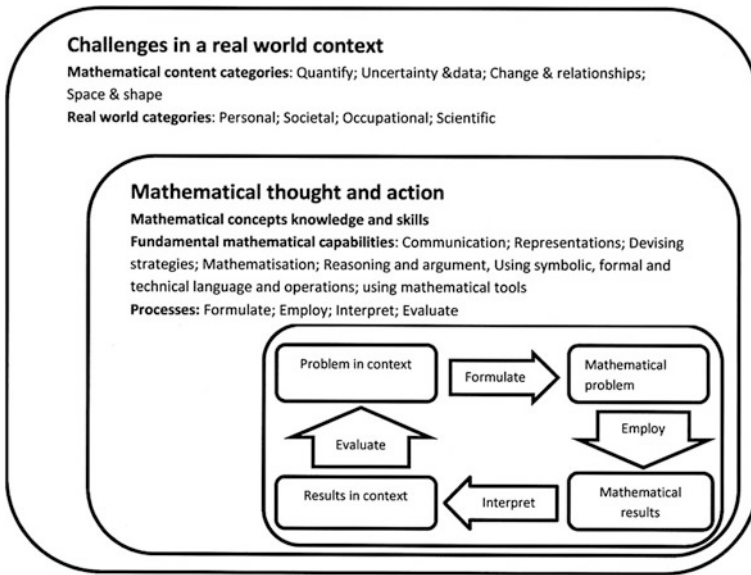 Challenges in a real world context
Mathematical content categories: Quantify; Uncertainty &data; Change & relationships;
Space & shape
Real world categories: Personal; Societal; Occupational; Scientific
Mathematical thought and action
Mathematical concepts knowledge and skills
Fundamental mathematical capabilities: Communication; Representations; Devising
strategies; Mathematisation; Reasoning and argument, Using symbolic, formal and
technical language and operations; using mathematical tools
Processes: Formulate; Employ; Interpret; Evaluate
Problem in context
Formulate
Mathematical
problem
Employ
Evaluate
Results in context
Interpret
Mathematical
results